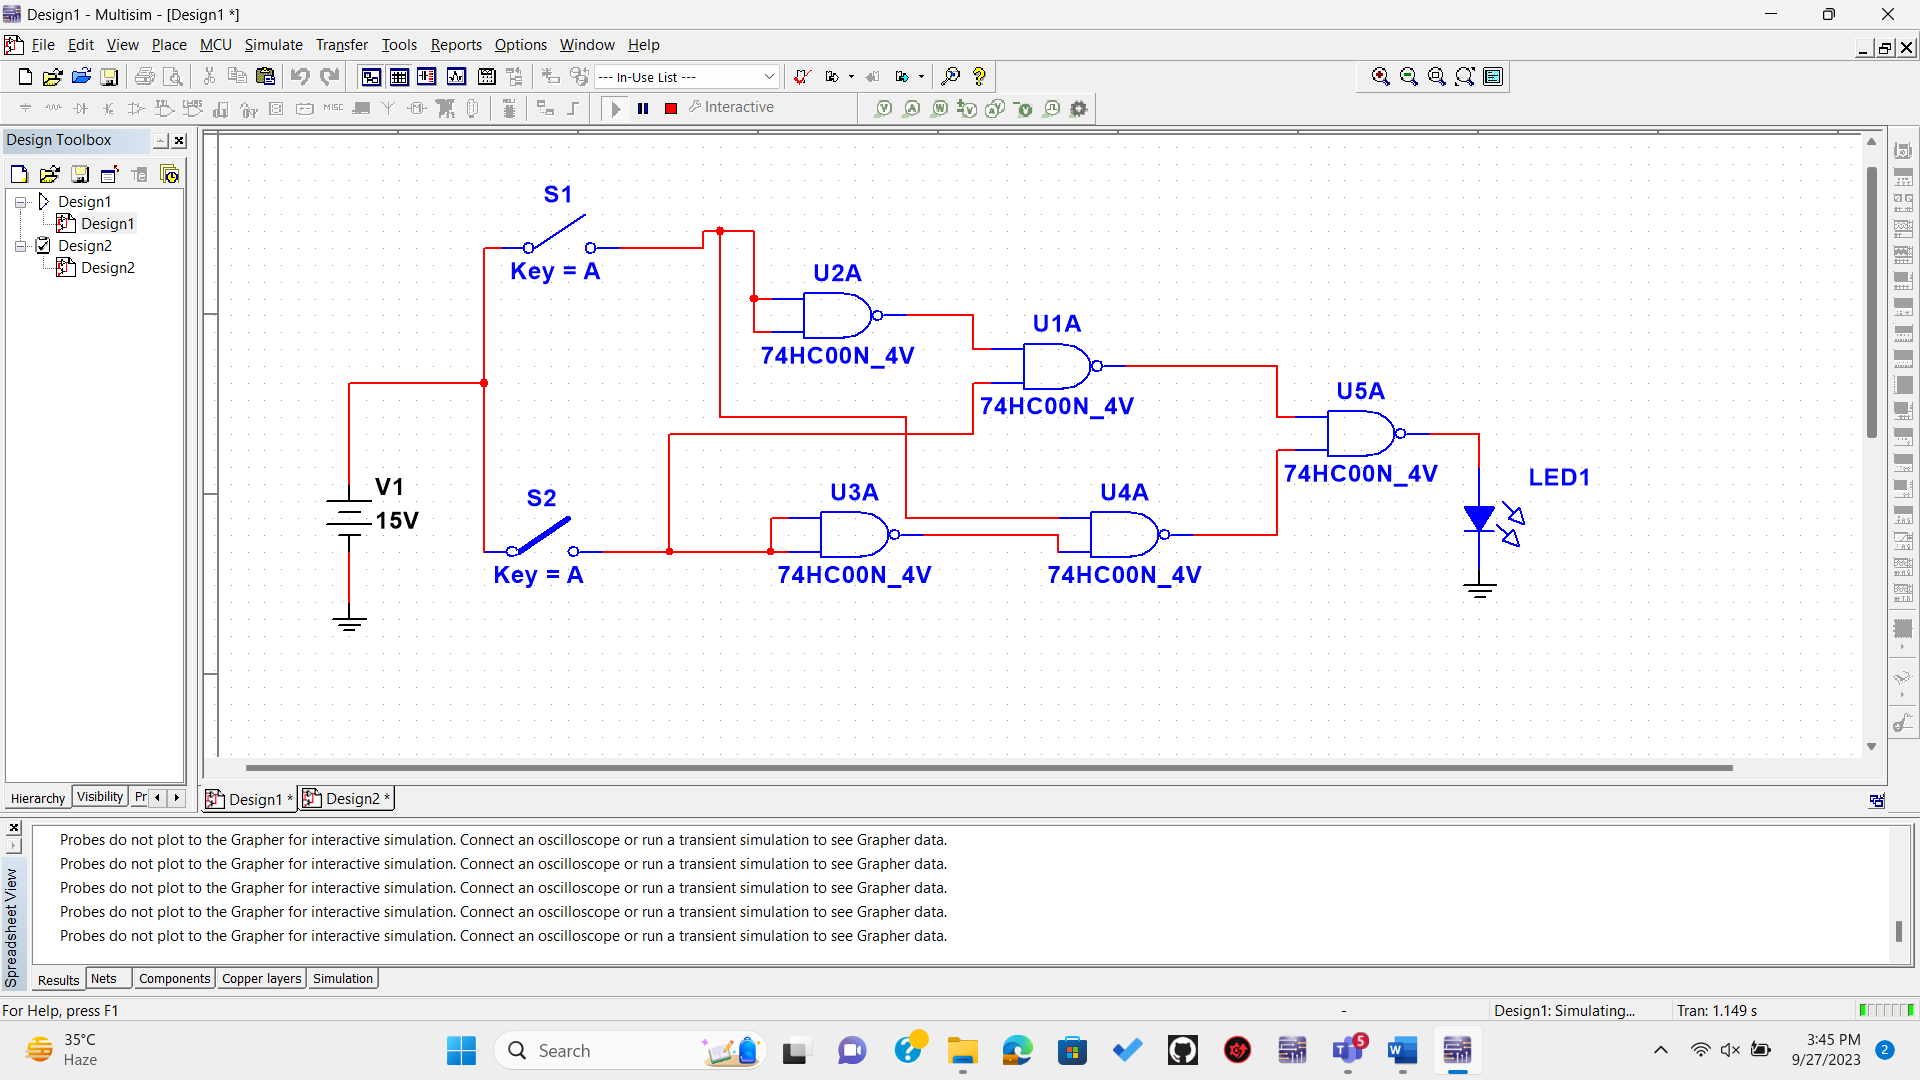 Design1 - Multisim - [Design1 *]
File Edit View Place MCU Simulate Transfer Tools Reports Options Window Help
--- In-Use List ---
MISC Interactive
Design Toolbox
Design1
Design1
Design2
Design2
S1
Key = A
U2A
74HC00N_4V
U1A
74HC00N_4V
U5A
74HC00N_4V
LED1
V1
15V
S2
Key = A
U3A
74HC00N_4V
U4A
74HC00N_4V
Hierarchy Visibility Pr
Design1 * Design2 *
Probes do not plot to the Grapher for interactive simulation. Connect an oscilloscope or run a transient simulation to see Grapher data.
Probes do not plot to the Grapher for interactive simulation. Connect an oscilloscope or run a transient simulation to see Grapher data.
Probes do not plot to the Grapher for interactive simulation. Connect an oscilloscope or run a transient simulation to see Grapher data.
Probes do not plot to the Grapher for interactive simulation. Connect an oscilloscope or run a transient simulation to see Grapher data.
Probes do not plot to the Grapher for interactive simulation. Connect an oscilloscope or run a transient simulation to see Grapher data.
Spreadsheet View
Results Nets Components Copper layers Simulation
For Help, press F1 - Design1: Simulating... Tran: 1.149 s
35°C
Haze
Search
5
3:45 PM
9/27/2023
2